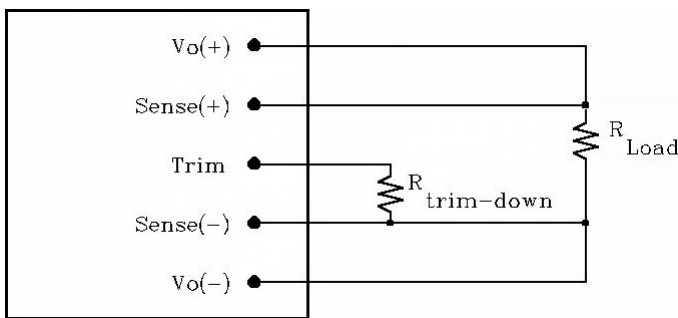 Vo(+)
Sense(+)
R
Load
Trim
R
trim-down
Sense(-)
Vo(-)